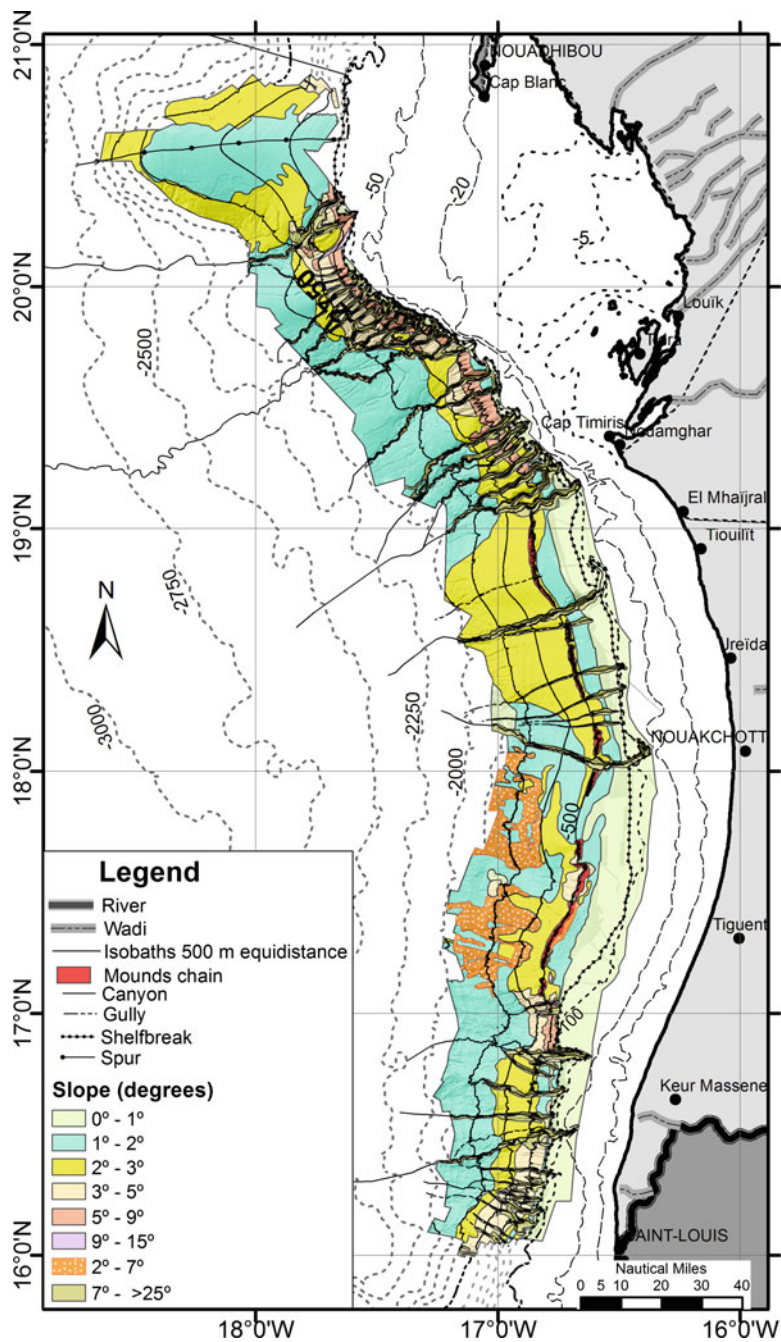 21°0'N
20°0'N
19°0'N
18°0'N
17°0'N
16°0'N
18°0'W
17°0'W
16°0'W
NOUADHIBOU
Cap Blanc
-50
-20
-5
Louïk
Cap Timiris
Nouamghar
El Mhaïjral
Tiouilït
Jreïda
NOUAKCHOTT
Tiguent
Keur Massene
SAINT-LOUIS
-2500
-2750
-3000
-2250
-2000
-500
100
N
Legend
River
Wadi
Isobaths 500 m equidistance
Mounds chain
Canyon
Gully
Shelfbreak
Spur
Slope (degrees)
0º - 1º
1º - 2º
2º - 3º
3º - 5º
5º - 9º
9º - 15º
2º - 7º
7º - >25º
Nautical Miles
0 5 10 20 30 40